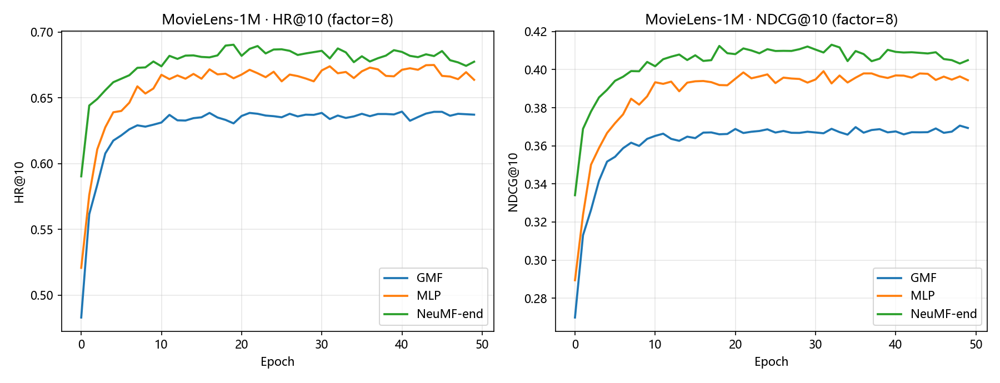 MovieLens-1M · HR@10 (factor=8)
HR@10
0.70
0.65
0.60
0.55
0.50
0 10 20 30 40 50
Epoch
GMF
MLP
NeuMF-end
MovieLens-1M · NDCG@10 (factor=8)
NDCG@10
0.42
0.40
0.38
0.36
0.34
0.32
0.30
0.28
0 10 20 30 40 50
Epoch
GMF
MLP
NeuMF-end